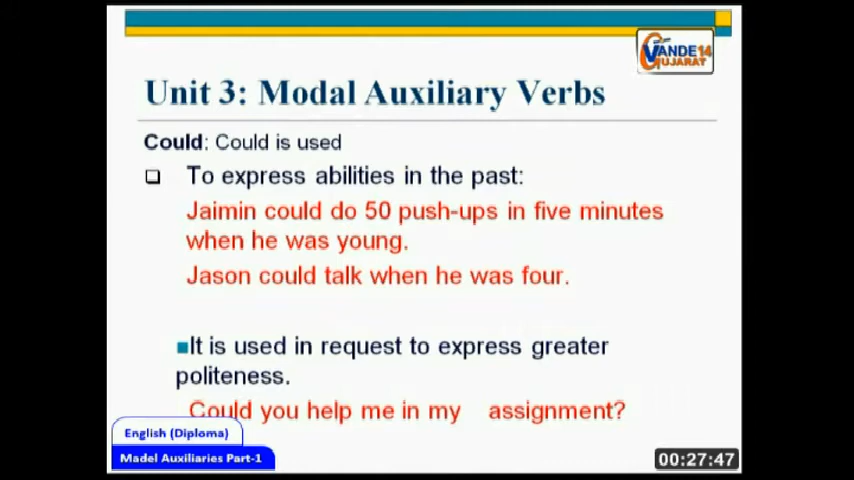 VANDE 14
GUJARAT
Unit 3: Modal Auxiliary Verbs
Could: Could is used
To express abilities in the past:
Jaimin could do 50 push-ups in five minutes
when he was young.
Jason could talk when he was four.
It is used in request to express greater
politeness.
Could you help me in my assignment?
English (Diploma)
Madel Auxiliaries Part-1
00:27:47